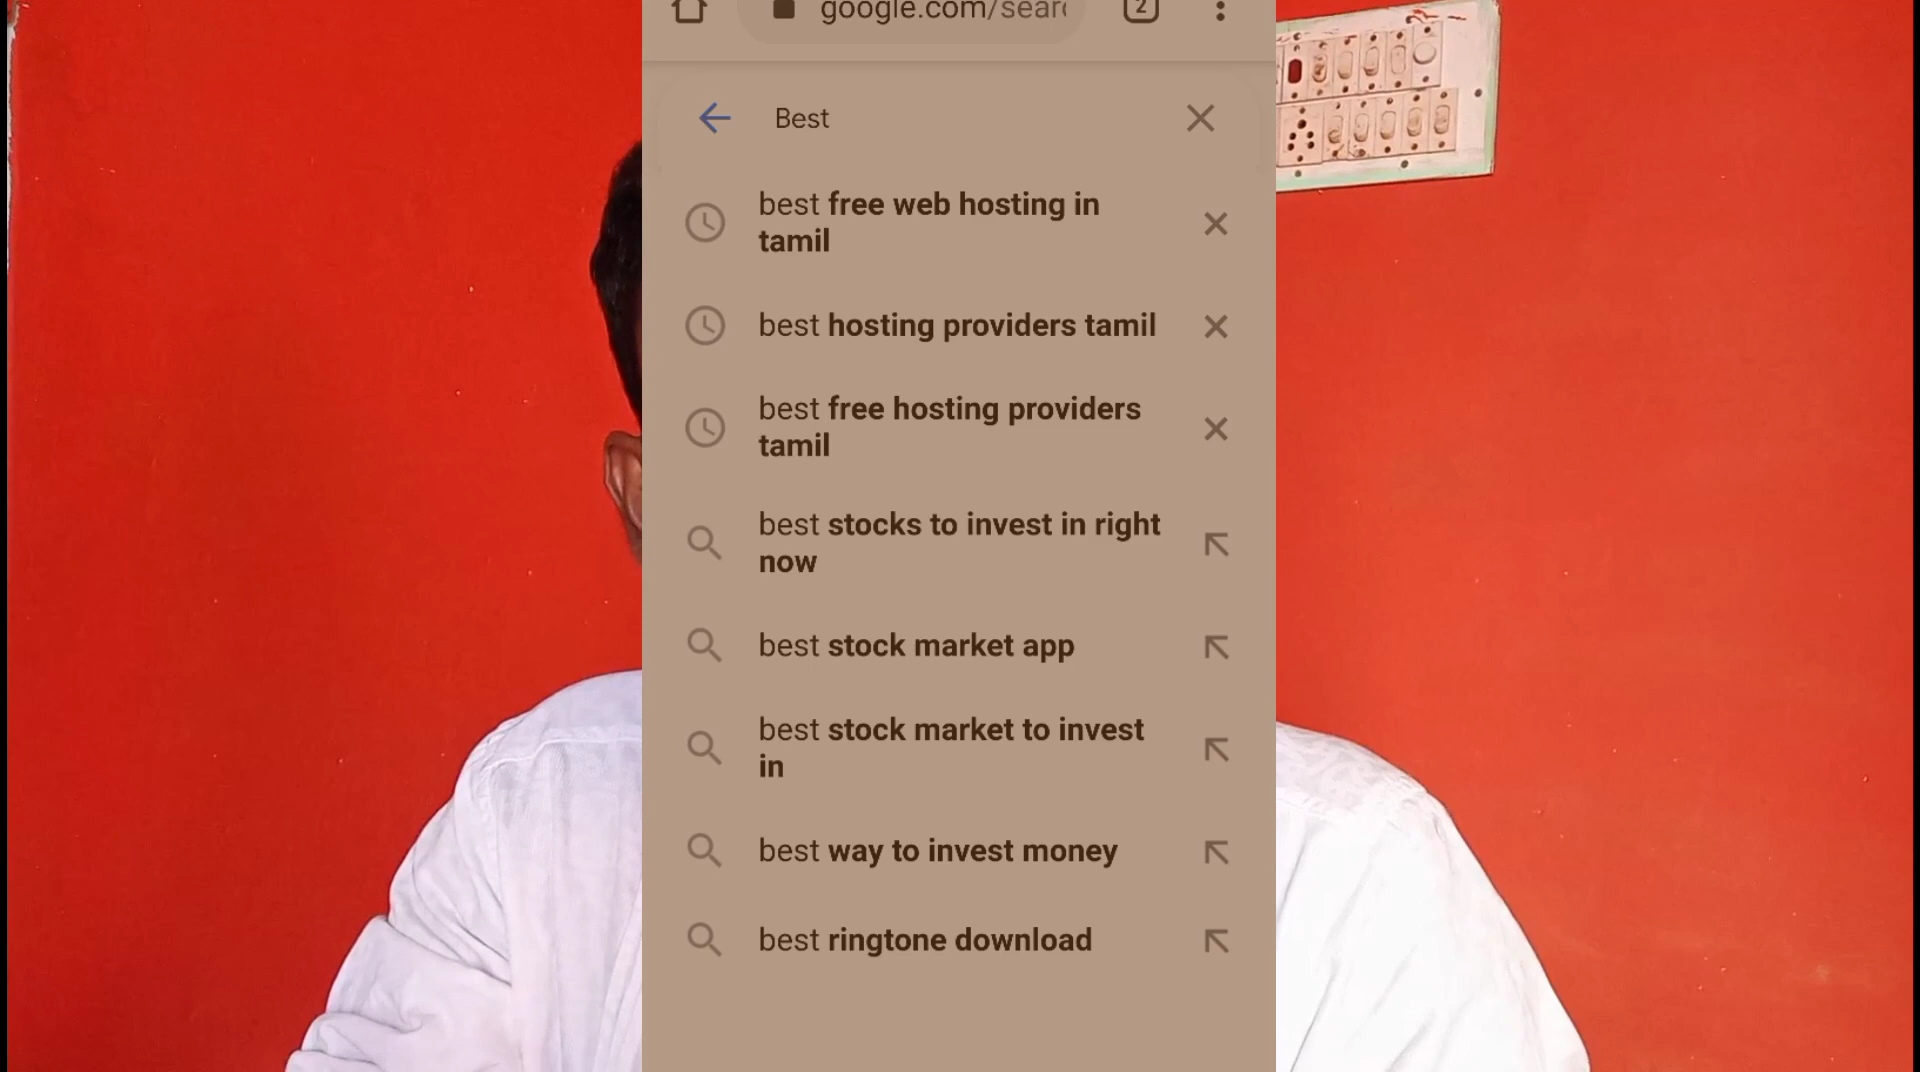 google.com/sear
2
Best
best free web hosting in
tamil
best hosting providers tamil
best free hosting providers
tamil
best stocks to invest in right
now
best stock market app
best stock market to invest
in
best way to invest money
best ringtone download